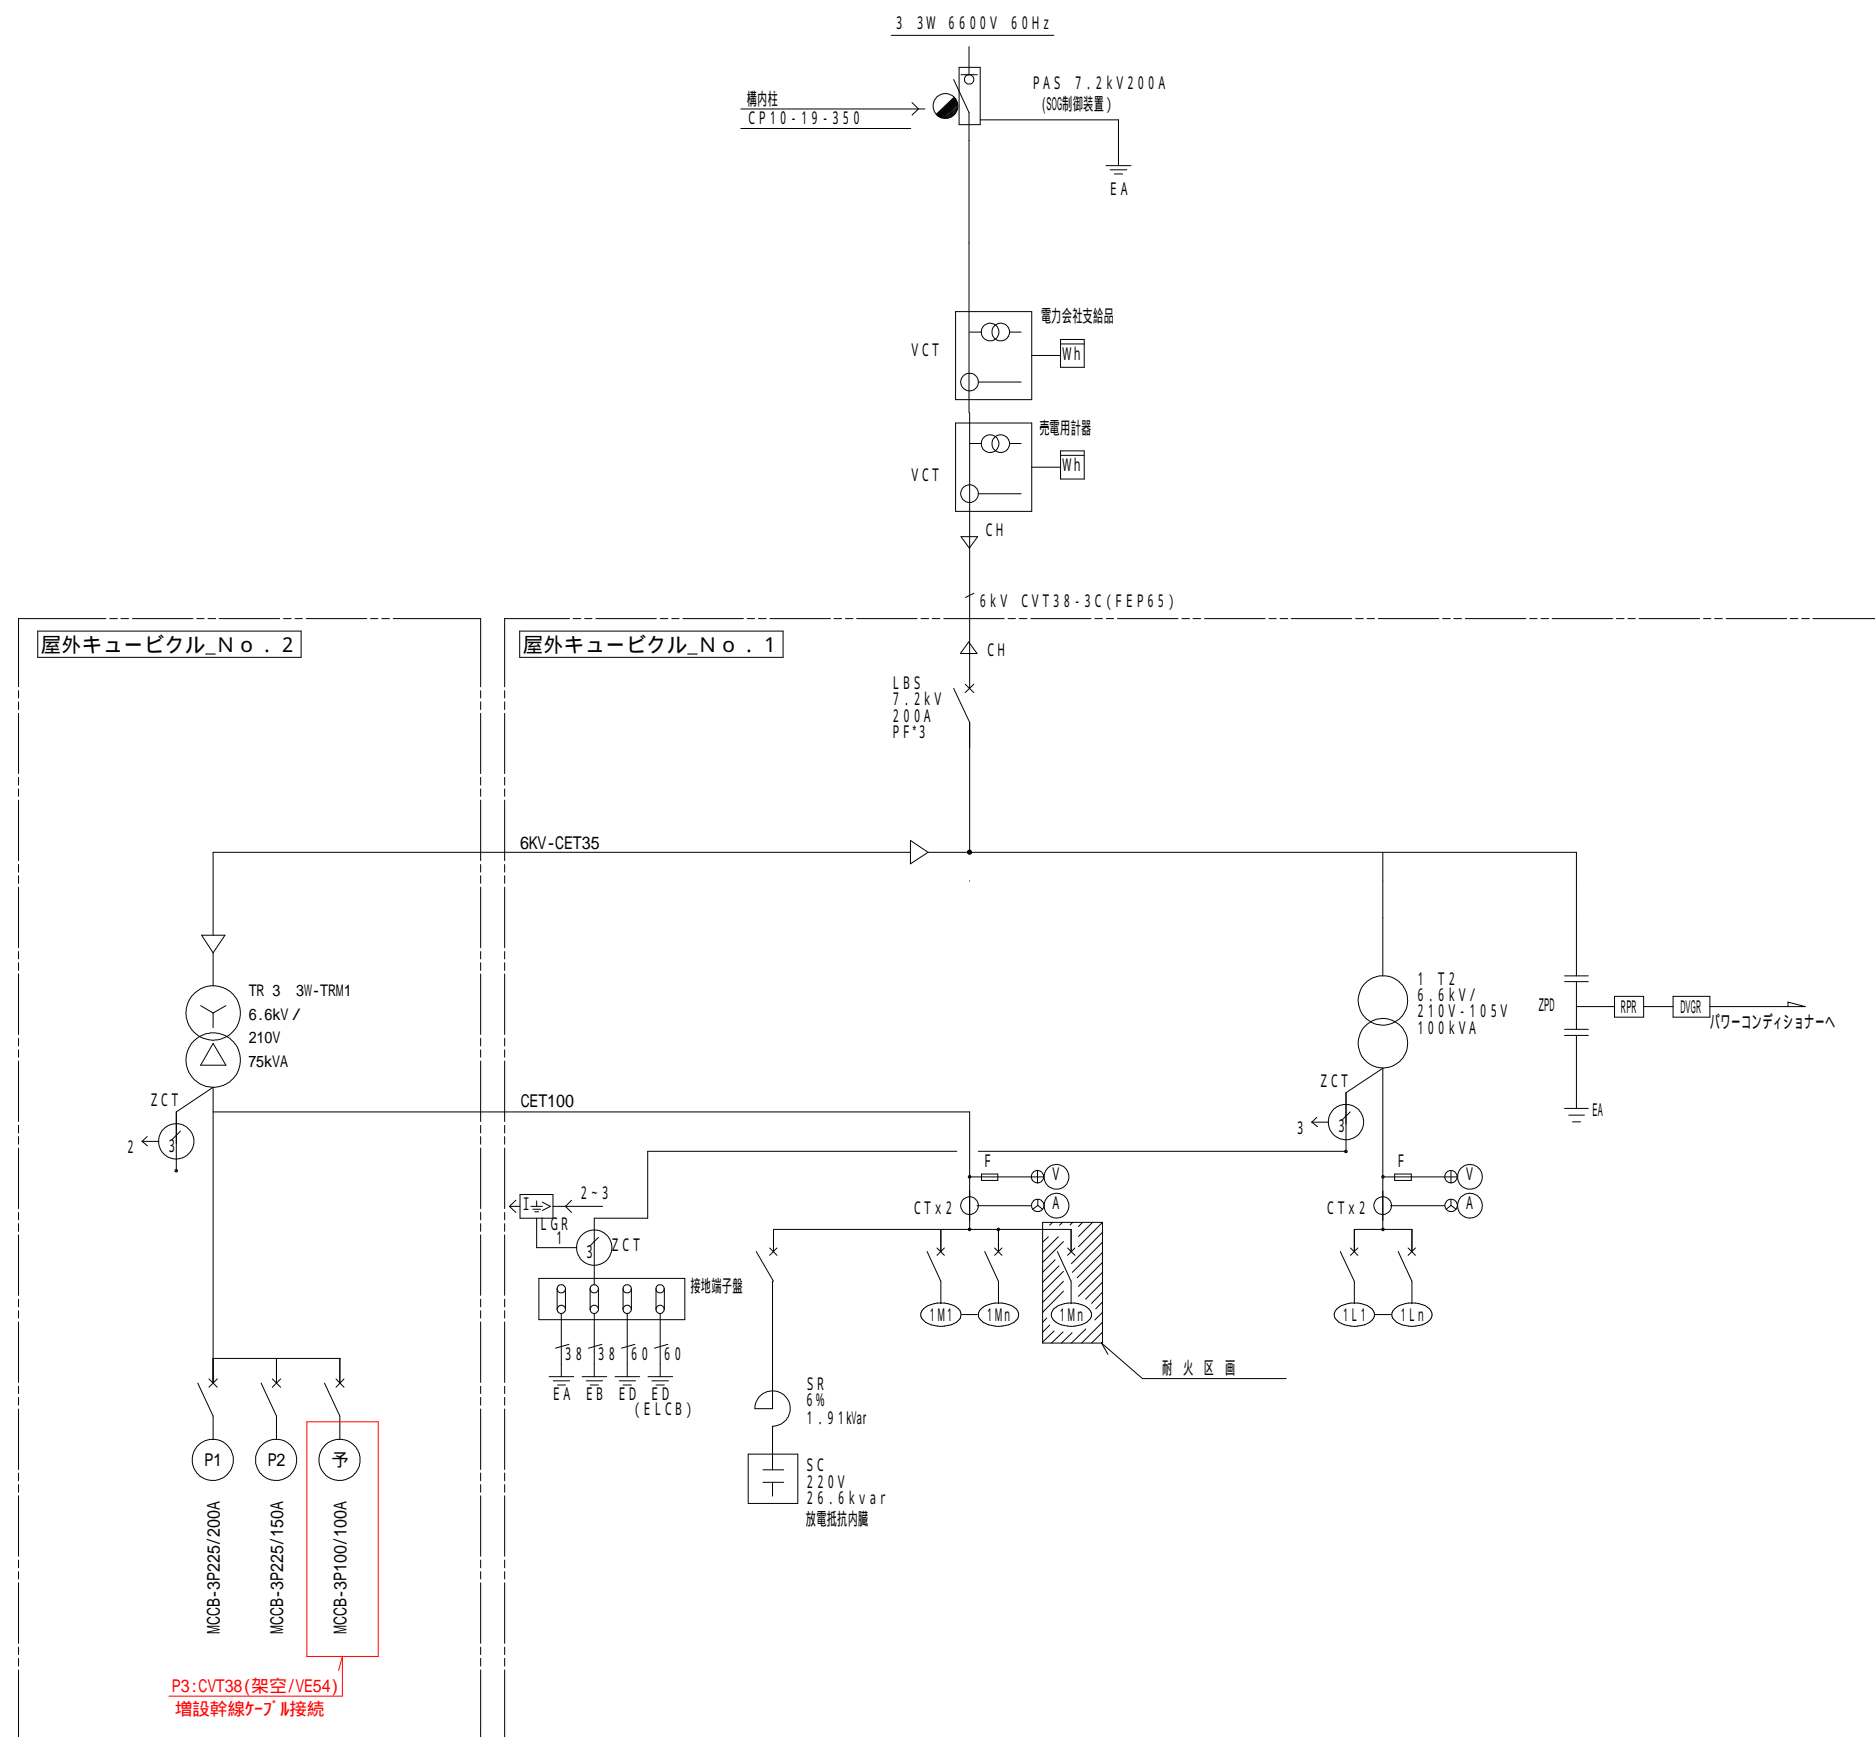 3 3W 6600V 60Hz
PAS 7.2kV200A
(SOG制御装置)
構内柱
CP10-19-350
EA
電力会社支給品
VCT
Wh
売電用計器
VCT
Wh
CH
6kV CVT38-3C(FEP65)
屋外キュービクル_No.2
屋外キュービクル_No.1
CH
LBS
7.2kV
200A
PF*3
6KV-CET35
TR 3 3W-TRM1
6.6kV/
210V
75kVA
1 T2
6.6kV/
210V-105V
100kVA
ZPD
RPR
DVGR
パワーコンディショナーへ
EA
ZCT
2
3
CET100
ZCT
3
3
F
V
CTx2
A
F
V
CTx2
A
2~3
I
LGR
1
3
ZCT
接地端子盤
38
38
60
60
EA
EB
ED
ED
(ELCB)
1M1
1Mn
1Mn
1L1
1Ln
耐火区画
SR
6%
1.91kVar
SC
220V
26.6kvar
放電抵抗内臓
P1
P2
予
MCCB-3P225/200A
MCCB-3P225/150A
MCCB-3P100/100A
P3:CVT38(架空/VE54)
増設幹線ｹｰﾌﾞﾙ接続